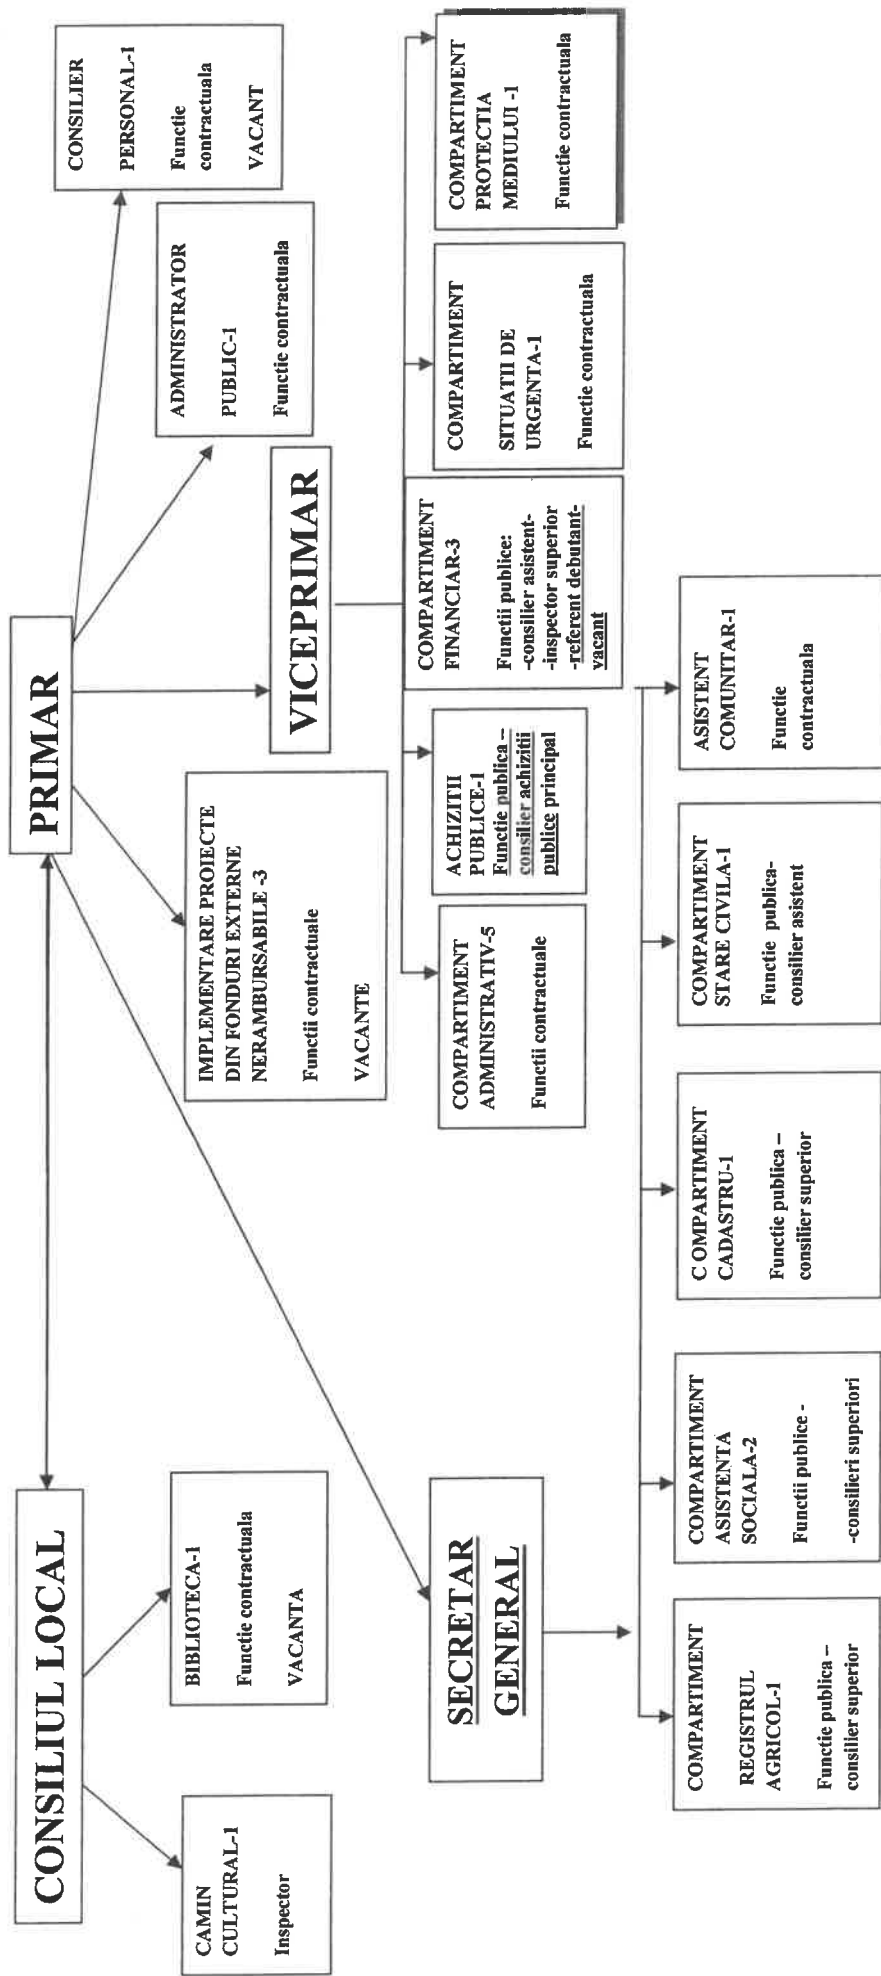 CONSILIUL LOCAL
PRIMAR
CAMIN
CULTURAL-1
Inspector
BIBLIOTECA-1
Functie contractuala
VACANTA
IMPLEMENTARE PROIECTE
DIN FONDURI EXTERNE
NERAMBURSABILE -3
Functii contractuale
VACANTE
VICEPRIMAR
ADMINISTRATOR
PUBLIC-1
Functie contractuala
CONSILIER
PERSONAL-1
Functie
contractuala
VACANT
SECRETAR
GENERAL
COMPARTIMENT
ADMINISTRATIV-5
Functii contractuale
ACHIZITII
PUBLICE-1
Functie publica –
consilier achizitii
publice principal
COMPARTIMENT
FINANCIAR-3
Functii publice:
-consilier asistent-
-inspector superior
-referent debutant-
vacant
COMPARTIMENT
SITUATII DE
URGENTA-1
Functie contractuala
COMPARTIMENT
PROTECTIA
MEDIULUI -1
Functie contractuala
COMPARTIMENT
REGISTRUL
AGRICOL-1
Functie publica –
consilier superior
COMPARTIMENT
ASISTENTA
SOCIALA-2
Functii publice -
-consilieri superiori
C OMPARTIMENT
CADASTRU-1
Functie publica –
consilier superior
COMPARTIMENT
STARE CIVILA-1
Functie publica-
consilier asistent
ASISTENT
COMUNITAR-1
Functie
contractuala